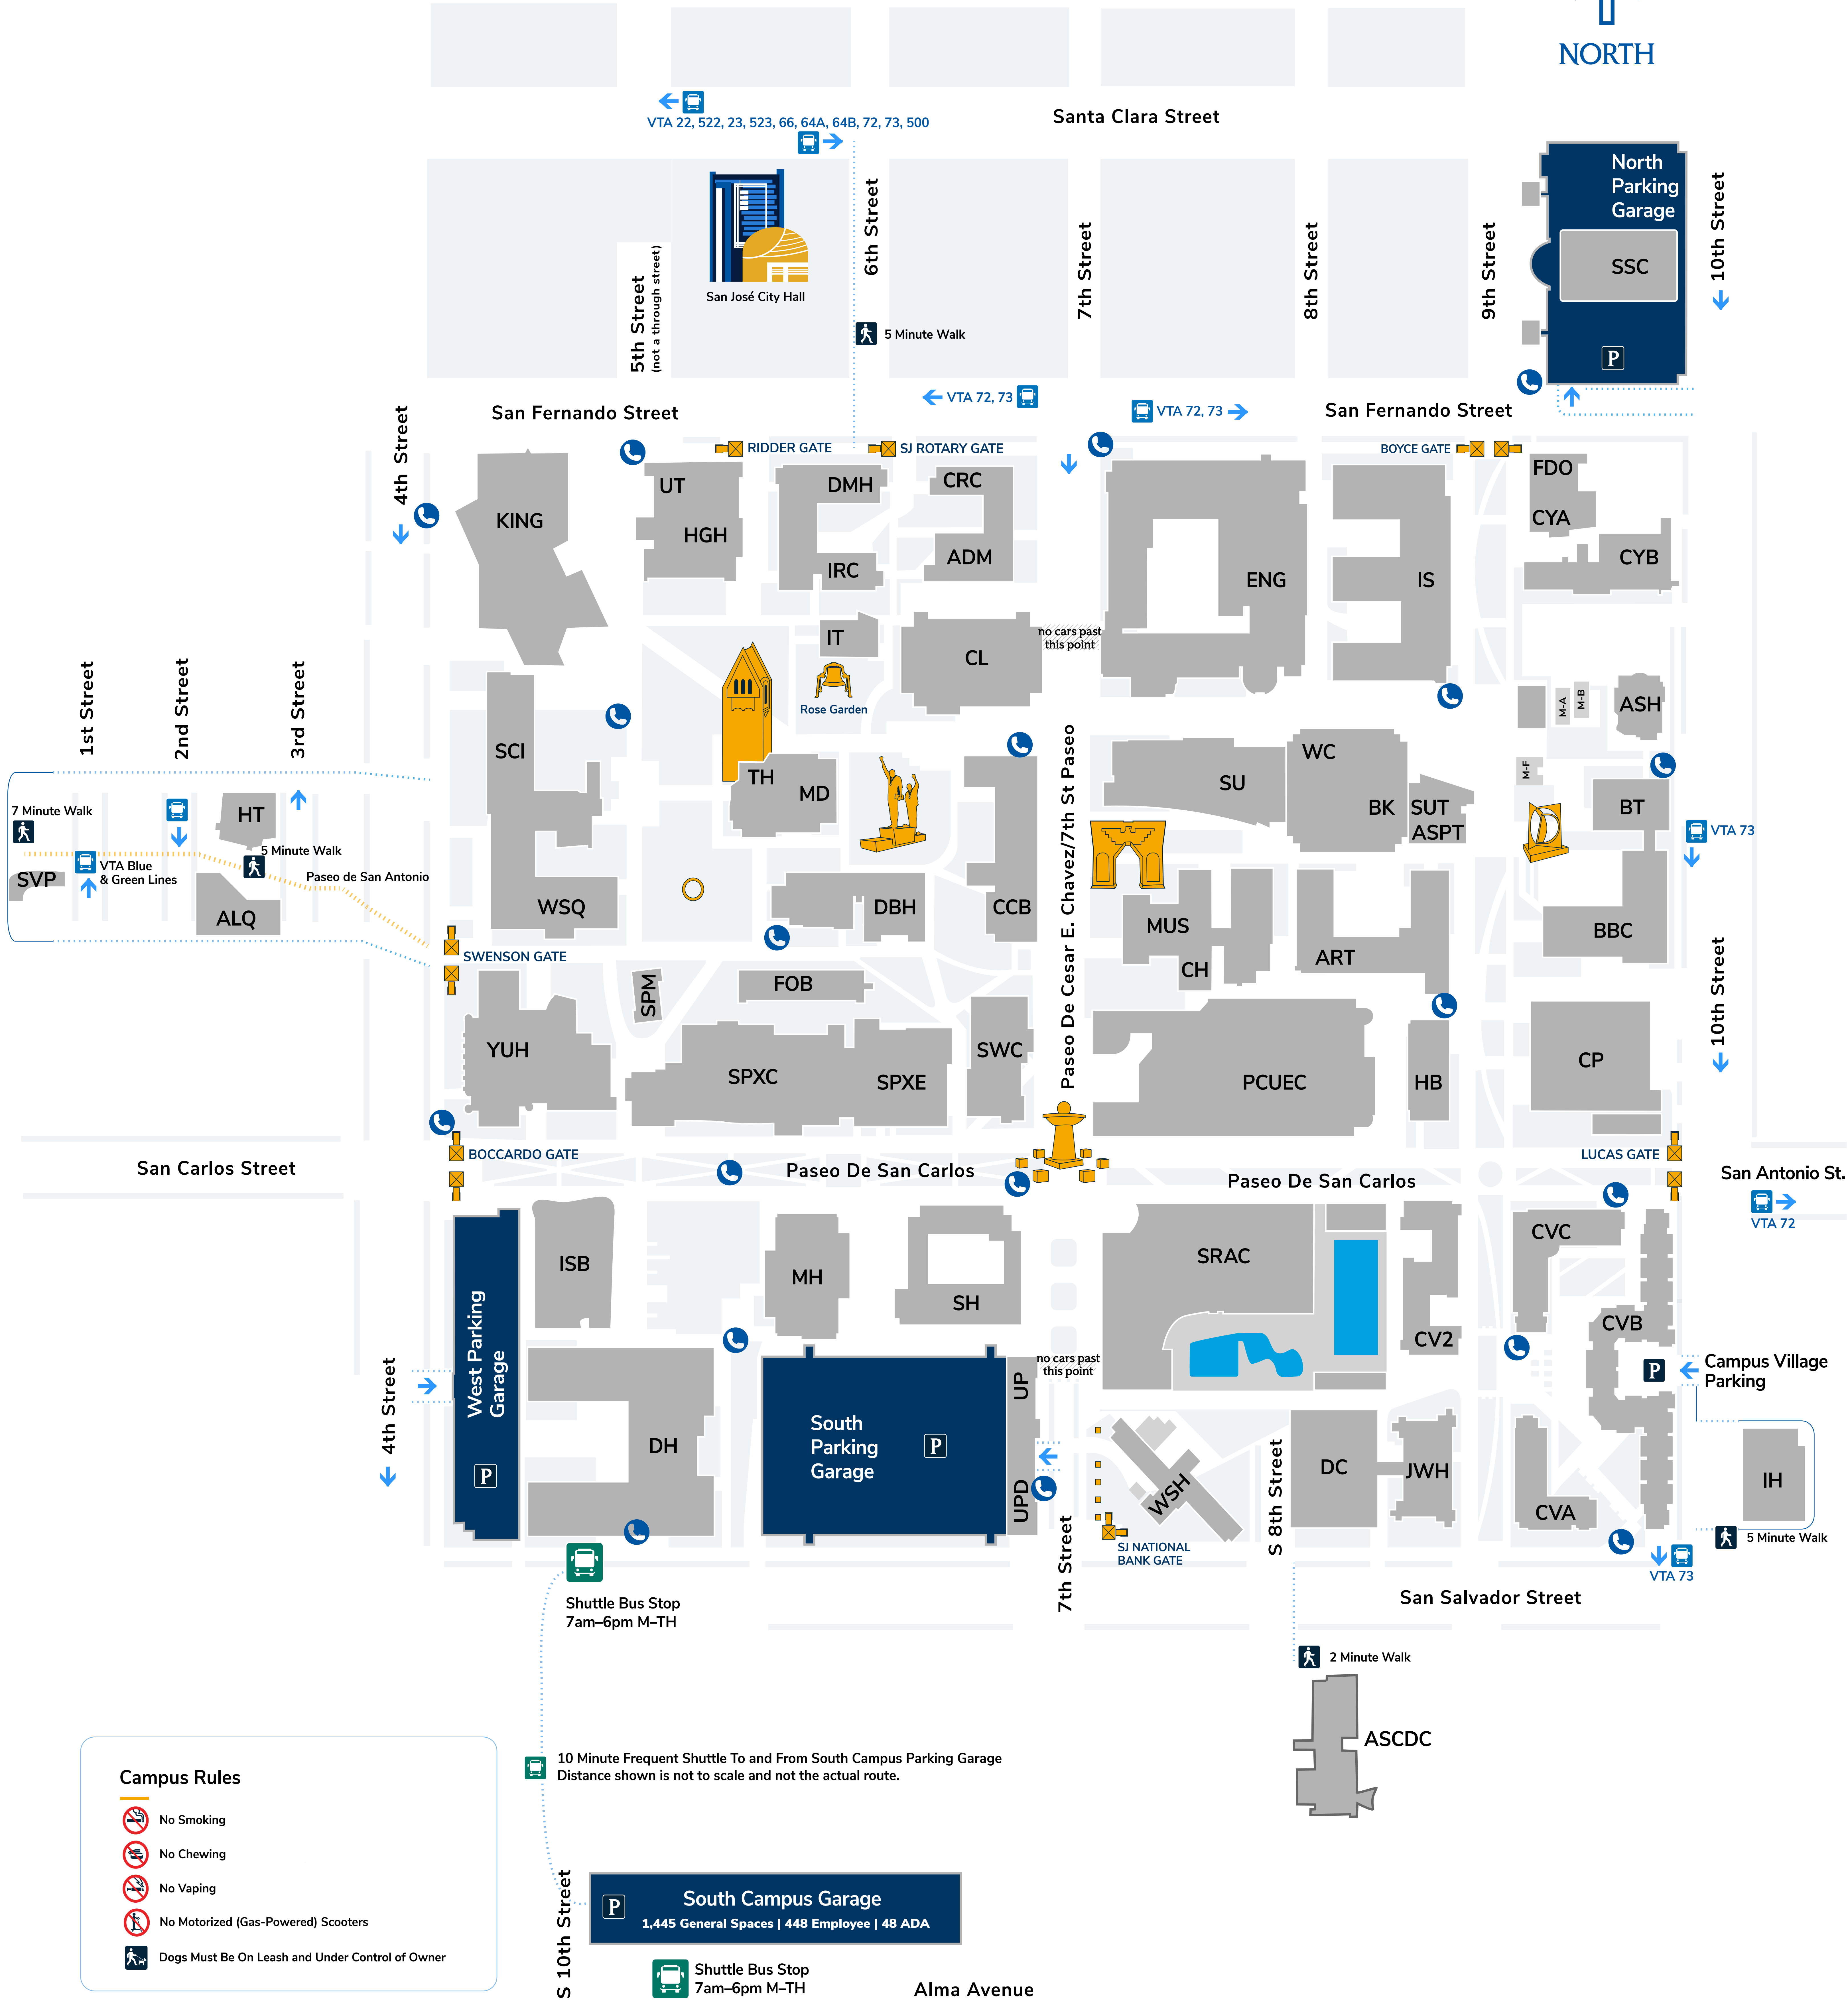 NORTH
Santa Clara Street
VTA 22, 522, 23, 523, 66, 64A, 64B, 72, 73, 500
North
Parking
Garage
SSC
P
10th Street
9th Street
8th Street
7th Street
6th Street
5th Street
(not a through street)
San José City Hall
5 Minute Walk
VTA 72, 73
VTA 72, 73
San Fernando Street
San Fernando Street
4th Street
RIDDER GATE
SJ ROTARY GATE
BOYCE GATE
KING
UT
HGH
DMH
IRC
CRC
ADM
ENG
IS
FDO
CYA
CYB
IT
CL
no cars past
this point
Rose Garden
1st Street
2nd Street
3rd Street
SCI
TH
MD
SU
WC
BK
SUT
ASPT
M-A
M-B
ASH
M-F
BT
VTA 73
7 Minute Walk
HT
5 Minute Walk
VTA Blue
& Green Lines
Paseo de San Antonio
SVP
ALQ
WSQ
DBH
CCB
Paseo De Cesar E. Chavez/7th St Paseo
MUS
CH
ART
BBC
10th Street
SWENSON GATE
SPM
FOB
YUH
SPXC
SPXE
SWC
PCUEC
HB
CP
San Carlos Street
BOCCARDO GATE
Paseo De San Carlos
Paseo De San Carlos
LUCAS GATE
San Antonio St.
VTA 72
West Parking
Garage
P
ISB
MH
SH
SRAC
CV2
CVC
CVB
P
Campus Village
Parking
no cars past
this point
4th Street
DH
South
Parking
Garage
P
UP
UPD
7th Street
WSH
SJ NATIONAL
BANK GATE
S 8th Street
DC
JWH
CVA
IH
5 Minute Walk
VTA 73
San Salvador Street
Shuttle Bus Stop
7am–6pm M–TH
2 Minute Walk
ASCDC
10 Minute Frequent Shuttle To and From South Campus Parking Garage
Distance shown is not to scale and not the actual route.
Campus Rules
No Smoking
No Chewing
No Vaping
No Motorized (Gas-Powered) Scooters
Dogs Must Be On Leash and Under Control of Owner
S 10th Street
P
South Campus Garage
1,445 General Spaces | 448 Employee | 48 ADA
Shuttle Bus Stop
7am–6pm M–TH
Alma Avenue